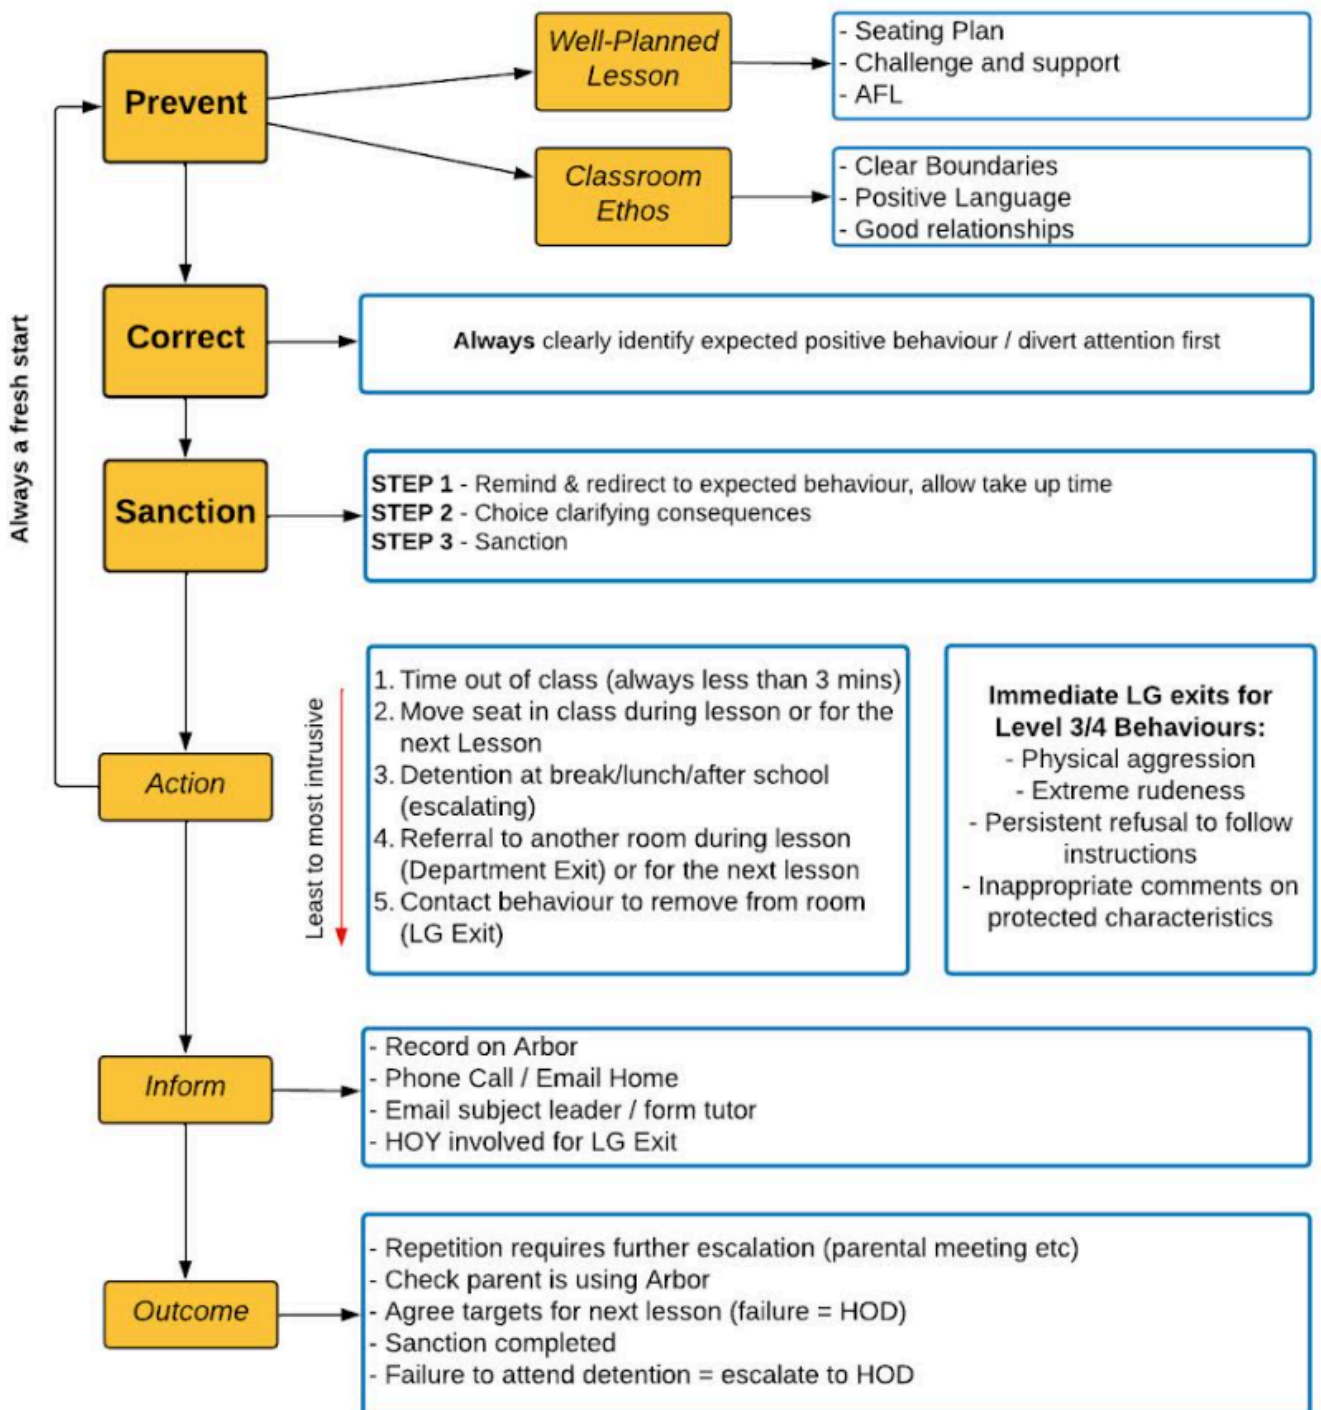 Well-Planned
Lesson
- Seating Plan
- Challenge and support
- AFL
Prevent
Classroom
Ethos
- Clear Boundaries
- Positive Language
- Good relationships
Always a fresh start
Correct
Always clearly identify expected positive behaviour / divert attention first
Sanction
STEP 1 - Remind & redirect to expected behaviour, allow take up time
STEP 2 - Choice clarifying consequences
STEP 3 - Sanction
Action
Least to most intrusive
1. Time out of class (always less than 3 mins)
2. Move seat in class during lesson or for the
next Lesson
3. Detention at break/lunch/after school
(escalating)
4. Referral to another room during lesson
(Department Exit) or for the next lesson
5. Contact behaviour to remove from room
(LG Exit)
Immediate LG exits for
Level 3/4 Behaviours:
- Physical aggression
- Extreme rudeness
- Persistent refusal to follow
instructions
- Inappropriate comments on
protected characteristics
Inform
- Record on Arbor
- Phone Call / Email Home
- Email subject leader / form tutor
- HOY involved for LG Exit
Outcome
- Repetition requires further escalation (parental meeting etc)
- Check parent is using Arbor
- Agree targets for next lesson (failure = HOD)
- Sanction completed
- Failure to attend detention = escalate to HOD